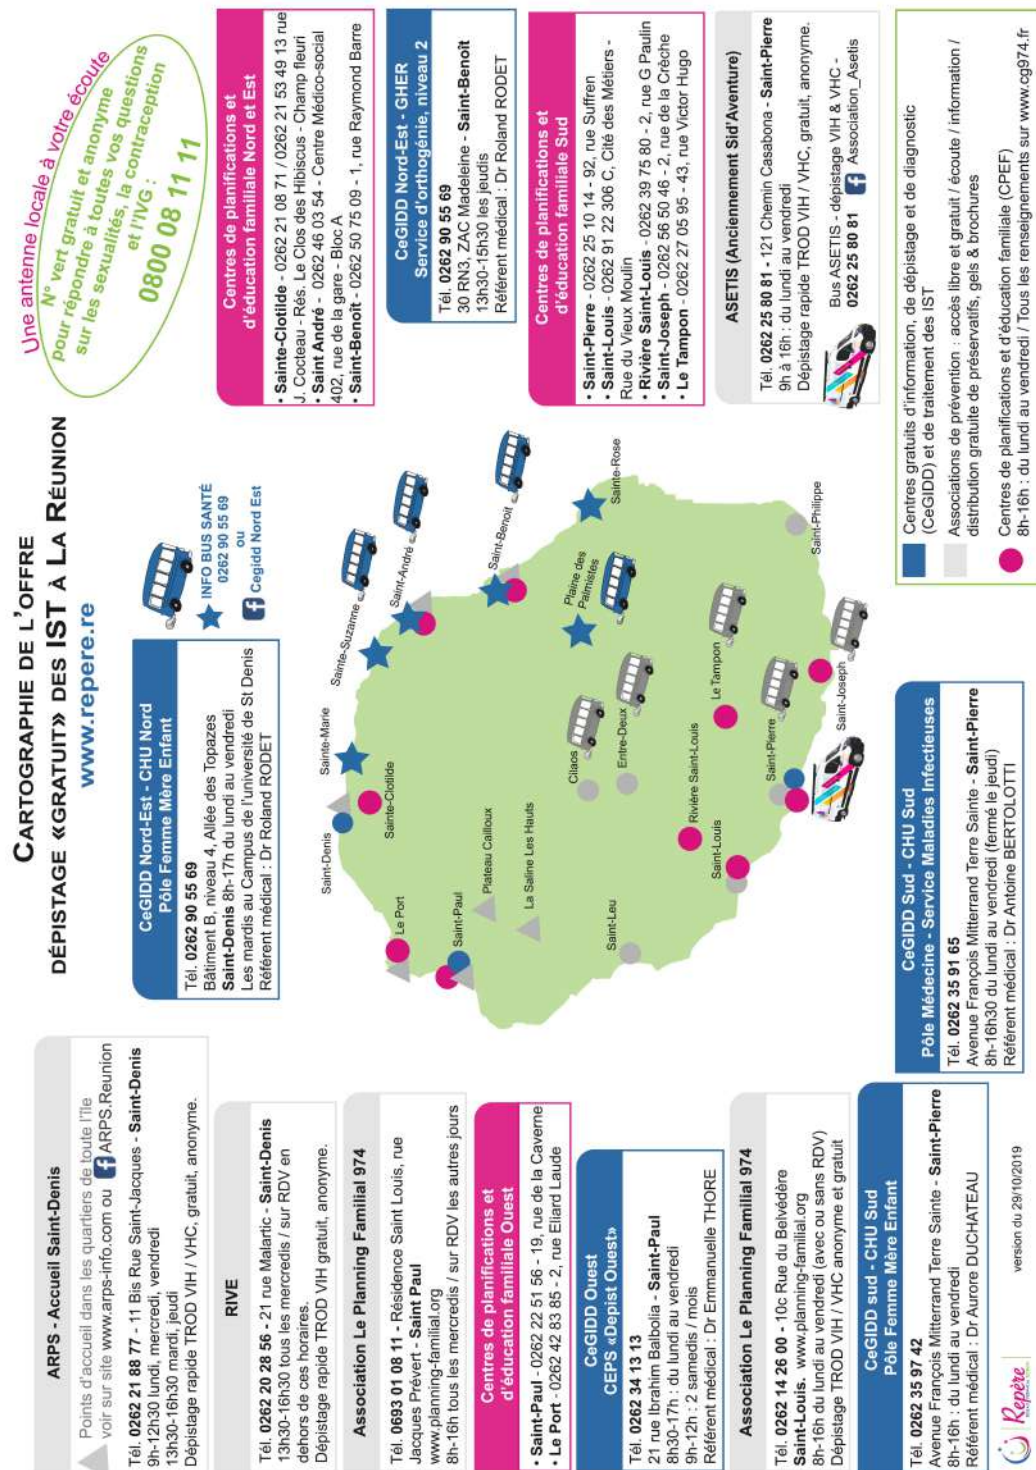 CARTOGRAPHIE DE L'OFFRE
DÉPISTAGE «GRATUIT» DES IST À LA RÉUNION
www.repere.re
Une antenne locale à votre écoute
N° vert gratuit et anonyme
pour répondre à toutes vos questions
sur les sexualités, la contraception
et l'IVG :
0800 08 11 11
ARPS - Accueil Saint-Denis
Points d'accueil dans les quartiers de toute l'île
voir sur site www.arps-info.com ou ARPS.Reunion
Tél. 0262 21 88 77 - 11 Bis Rue Saint-Jacques - Saint-Denis
9h-12h30 lundi, mercredi, vendredi
13h30-16h30 mardi, jeudi
Dépistage rapide TROD VIH / VHC, gratuit, anonyme.
RIVE
Tél. 0262 20 28 56 - 21 rue Malartic - Saint-Denis
13h30-16h30 tous les mercredis / sur RDV en
dehors de ces horaires.
Dépistage rapide TROD VIH gratuit, anonyme.
Association Le Planning Familial 974
Tél. 0693 01 08 11 - Résidence Saint Louis, rue
Jacques Prévert - Saint Paul
www.planning-familial.org
8h-16h tous les mercredis / sur RDV les autres jours
Centres de planifications et
d'éducation familiale Ouest
• Saint-Paul - 0262 22 51 56 - 19, rue de la Caverne
• Le Port - 0262 42 83 85 - 2, rue Eliard Laude
CeGIDD Ouest
CEPS «Depist Ouest»
Tél. 0262 34 13 13
21 rue Ibrahim Balbolia - Saint-Paul
8h30-17h : du lundi au vendredi
9h-12h : 2 samedis / mois
Référent médical : Dr Emmanuelle THORE
Association Le Planning Familial 974
Tél. 0262 14 26 00 - 10c Rue du Belvédère
Saint-Louis. www.planning-familial.org
8h-16h du lundi au vendredi (avec ou sans RDV)
Dépistage TROD VIH / VHC anonyme et gratuit
CeGIDD sud - CHU Sud
Pôle Femme Mère Enfant
Tél. 0262 35 97 42
Avenue François Mitterrand Terre Sainte - Saint-Pierre
8h-16h : du lundi au vendredi
Référent médical : Dr Aurore DUCHATEAU
CeGIDD Nord-Est - CHU Nord
Pôle Femme Mère Enfant
Tél. 0262 90 55 69
Bâtiment B, niveau 4, Allée des Topazes
Saint-Denis 8h-17h du lundi au vendredi
Les mardis au Campus de l'université de St Denis
Référent médical : Dr Roland RODET
INFO BUS SANTÉ
0262 90 55 69
ou
Cegidd Nord Est
Saint-Denis
Sainte-Marie
Sainte-Clotilde
Sainte-Suzanne
Saint-André
Saint-Benoit
Le Port
Saint-Paul
Plateau Cailloux
La Saline Les Hauts
Plaine des
Palmistes
Sainte-Rose
Cilaos
Entre-Deux
Saint-Leu
Rivière Saint-Louis
Le Tampon
Saint-Louis
Saint-Pierre
Saint-Joseph
Saint-Philippe
CeGIDD Sud - CHU Sud
Pôle Médecine - Service Maladies Infectieuses
Tél. 0262 35 91 65
Avenue François Mitterrand Terre Sainte - Saint-Pierre
8h-16h30 du lundi au vendredi (fermé le jeudi)
Référent médical : Dr Antoine BERTOLOTTI
Centres de planifications et
d'éducation familiale Nord et Est
• Sainte-Clotilde - 0262 21 08 71 / 0262 21 53 49 13 rue
J. Cocteau - Rés. Le Clos des Hibiscus - Champ fleuri
• Saint André - 0262 46 03 54 - Centre Médico-social
402, rue de la gare - Bloc A
• Saint-Benoît - 0262 50 75 09 - 1, rue Raymond Barre
CeGIDD Nord-Est - GHER
Service d'orthogénie, niveau 2
Tél. 0262 90 55 69
30 RN3, ZAC Madeleine - Saint-Benoît
13h30-15h30 les jeudis
Référent médical : Dr Roland RODET
Centres de planifications et
d'éducation familiale Sud
• Saint-Pierre - 0262 25 10 14 - 92, rue Suffren
• Saint-Louis - 0262 91 22 306 C, Cité des Métiers -
Rue du Vieux Moulin
• Rivière Saint-Louis - 0262 39 75 80 - 2, rue G Paulin
• Saint-Joseph - 0262 56 50 46 - 2, rue de la Crèche
• Le Tampon - 0262 27 05 95 - 43, rue Victor Hugo
ASETIS (Anciennement Sid'Aventure)
Tél. 0262 25 80 81 - 121 Chemin Casabona - Saint-Pierre
9h à 16h : du lundi au verdredi
Dépistage rapide TROD VIH / VHC, gratuit, anonyme.
Bus ASETIS - dépistage VIH & VHC -
0262 25 80 81 Association_Asetis
Centres gratuits d'information, de dépistage et de diagnostic
(CeGIDD) et de traitement des IST
Associations de prévention : accès libre et gratuit / écoute / information /
distribution gratuite de préservatifs, gels & brochures
Centres de planifications et d'éducation familiale (CPEF)
8h-16h : du lundi au vendredi / Tous les renseignements sur www.cg974.fr
Repère
version du 29/10/2019